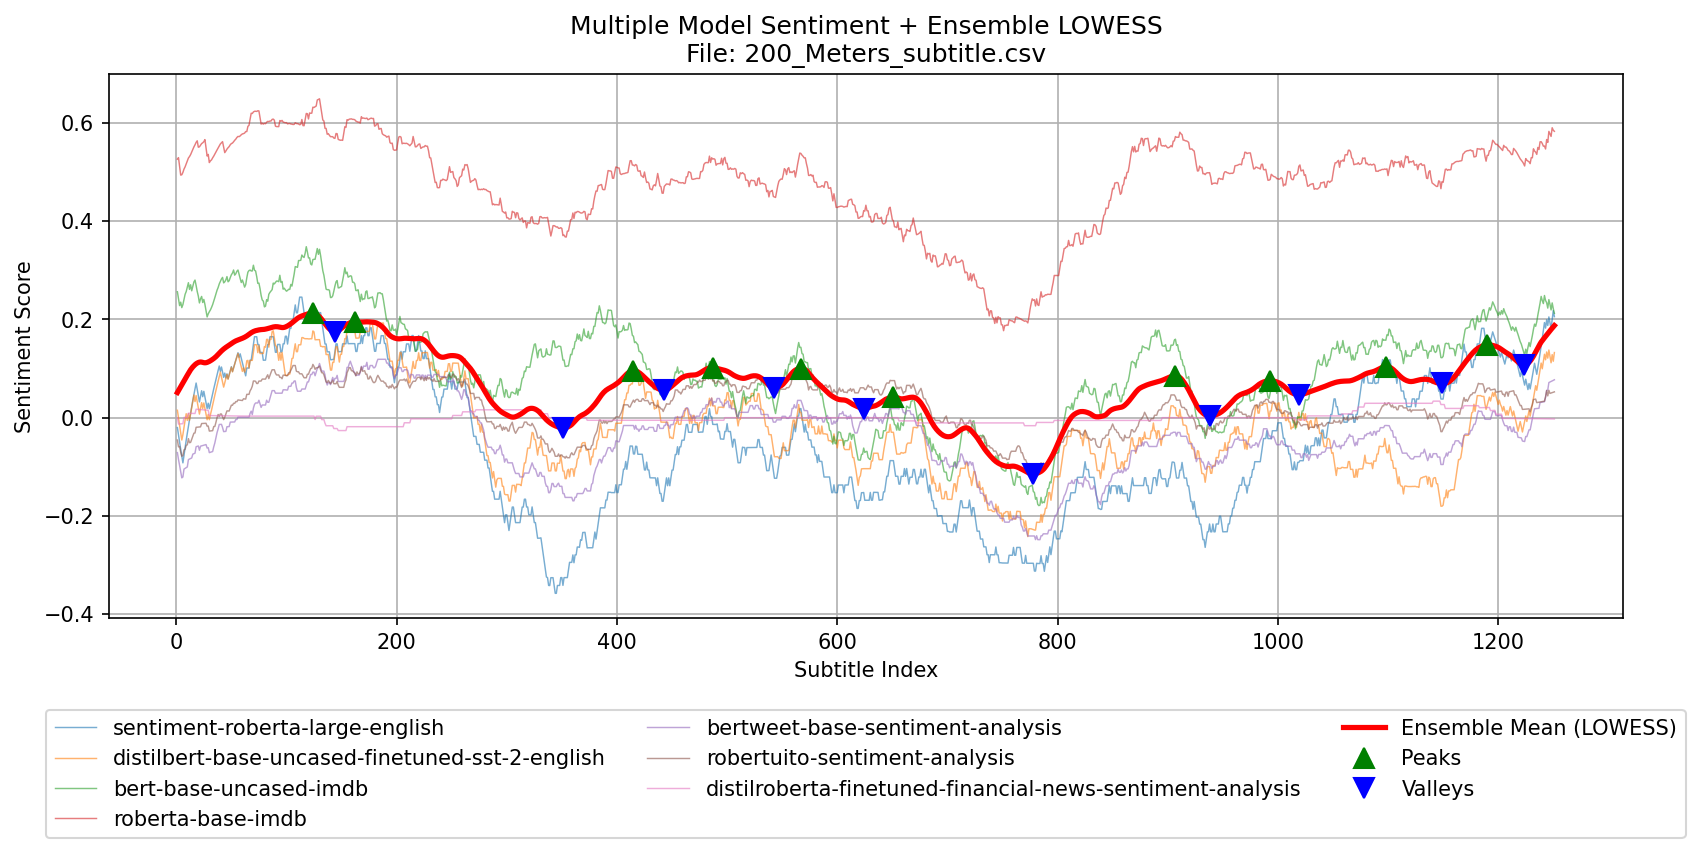 Multiple Model Sentiment + Ensemble LOWESS
File: 200_Meters_subtitle.csv
Sentiment Score
0.6
0.4
0.2
0.0
−0.2
−0.4
0 200 400 600 800 1000 1200
Subtitle Index
sentiment-roberta-large-english
distilbert-base-uncased-finetuned-sst-2-english
bert-base-uncased-imdb
roberta-base-imdb
bertweet-base-sentiment-analysis
robertuito-sentiment-analysis
distilroberta-finetuned-financial-news-sentiment-analysis
Ensemble Mean (LOWESS)
Peaks
Valleys